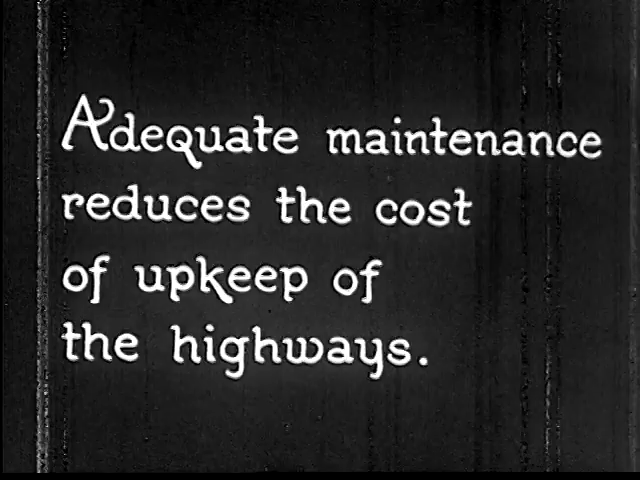 Adequate maintenance
reduces the cost
of upkeep of
the highways.